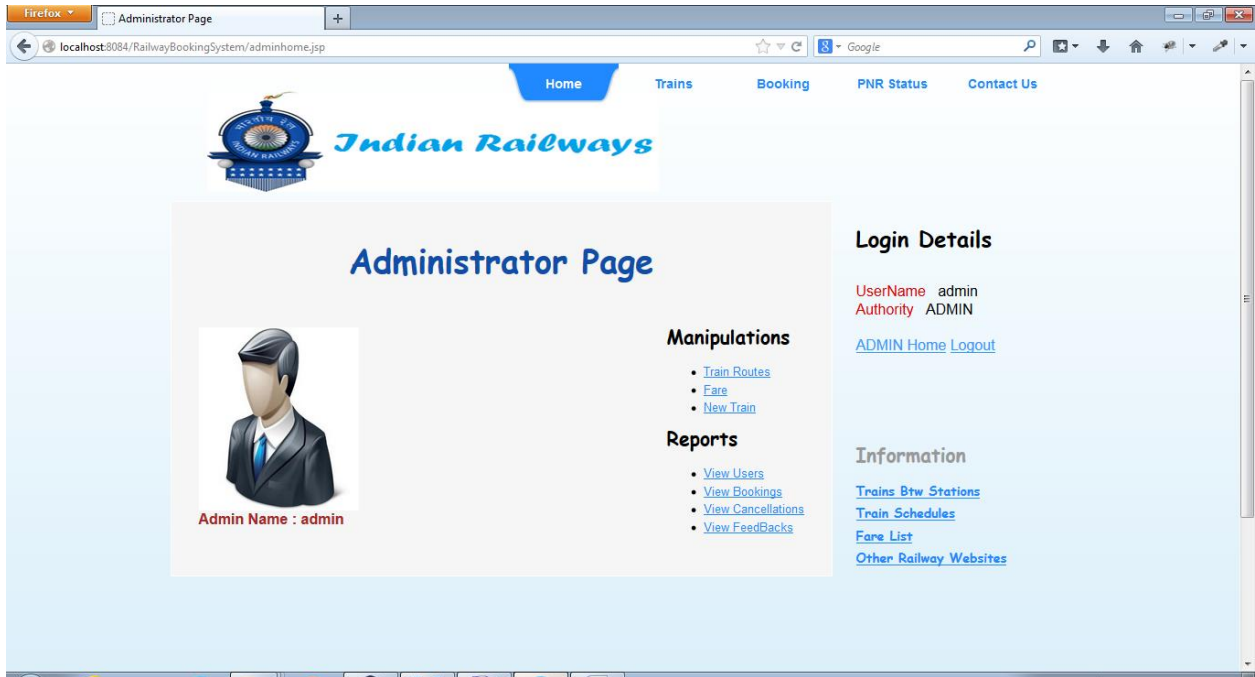 Firefox
Administrator Page
localhost:8084/RailwayBookingSystem/adminhome.jsp
Google
Home Trains Booking PNR Status Contact Us
भारतीय रेल
INDIAN RAILWAYS
Indian Railways
Administrator Page
Admin Name : admin
Manipulations
Train Routes
Fare
New Train
Reports
View Users
View Bookings
View Cancellations
View FeedBacks
Login Details
UserName admin
Authority ADMIN
ADMIN Home Logout
Information
Trains Btw Stations
Train Schedules
Fare List
Other Railway Websites